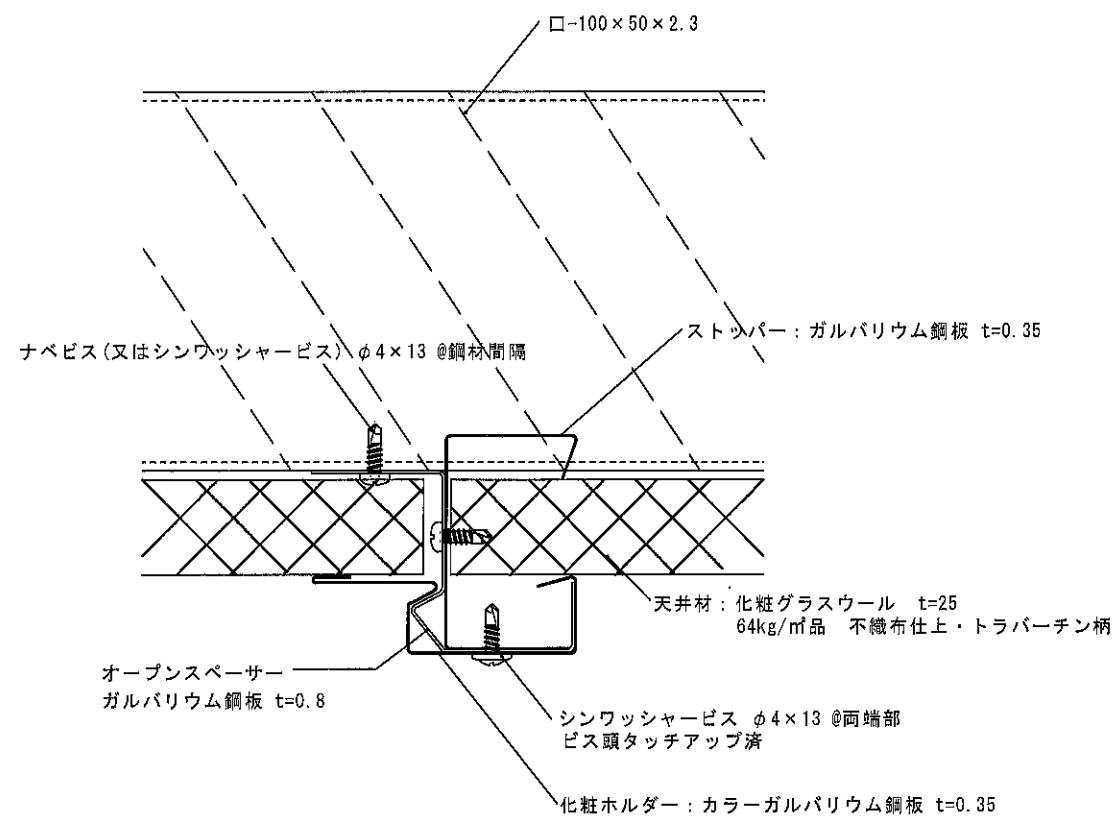 口-100×50×2.3
ストッパー：ガルバリウム鋼板 t=0.35
ナベビス(又はシンワッシャービス) φ4×13 @鋼材間隔
天井材：化粧グラスウール t=25
64kg/㎥品 不織布仕上・トラバーチン柄
オープンスペーサー
ガルバリウム鋼板 t=0.8
シンワッシャービス φ4×13 @両端部
ビス頭タッチアップ済
化粧ホルダー：カラーガルバリウム鋼板 t=0.35